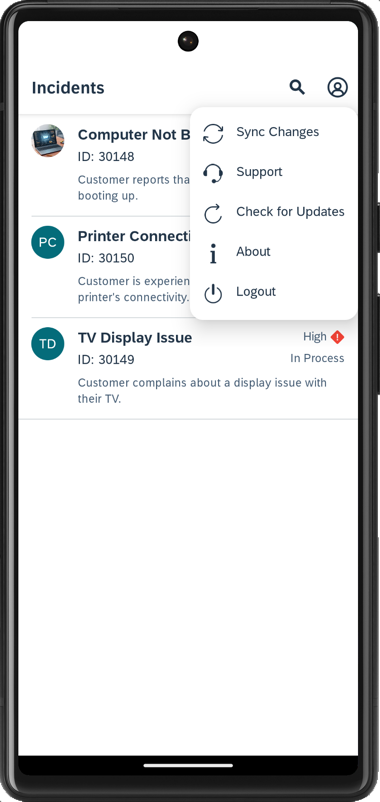 Incidents
Sync Changes
Support
Check for Updates
About
Logout
Computer Not B
ID: 30148
Customer reports tha
booting up.
PC
Printer Connecti
ID: 30150
Customer is experien
printer's connectivity.
TD
TV Display Issue
High
ID: 30149
In Process
Customer complains about a display issue with
their TV.